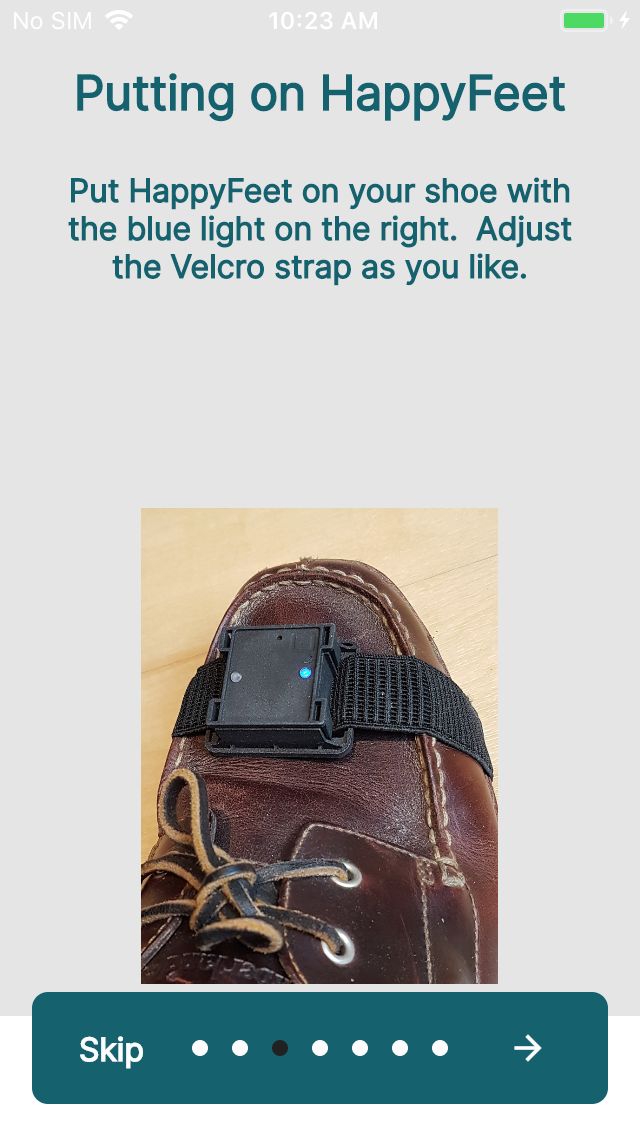 No SIM 10:23 AM
Putting on HappyFeet
Put HappyFeet on your shoe with
the blue light on the right.  Adjust
the Velcro strap as you like.
Skip